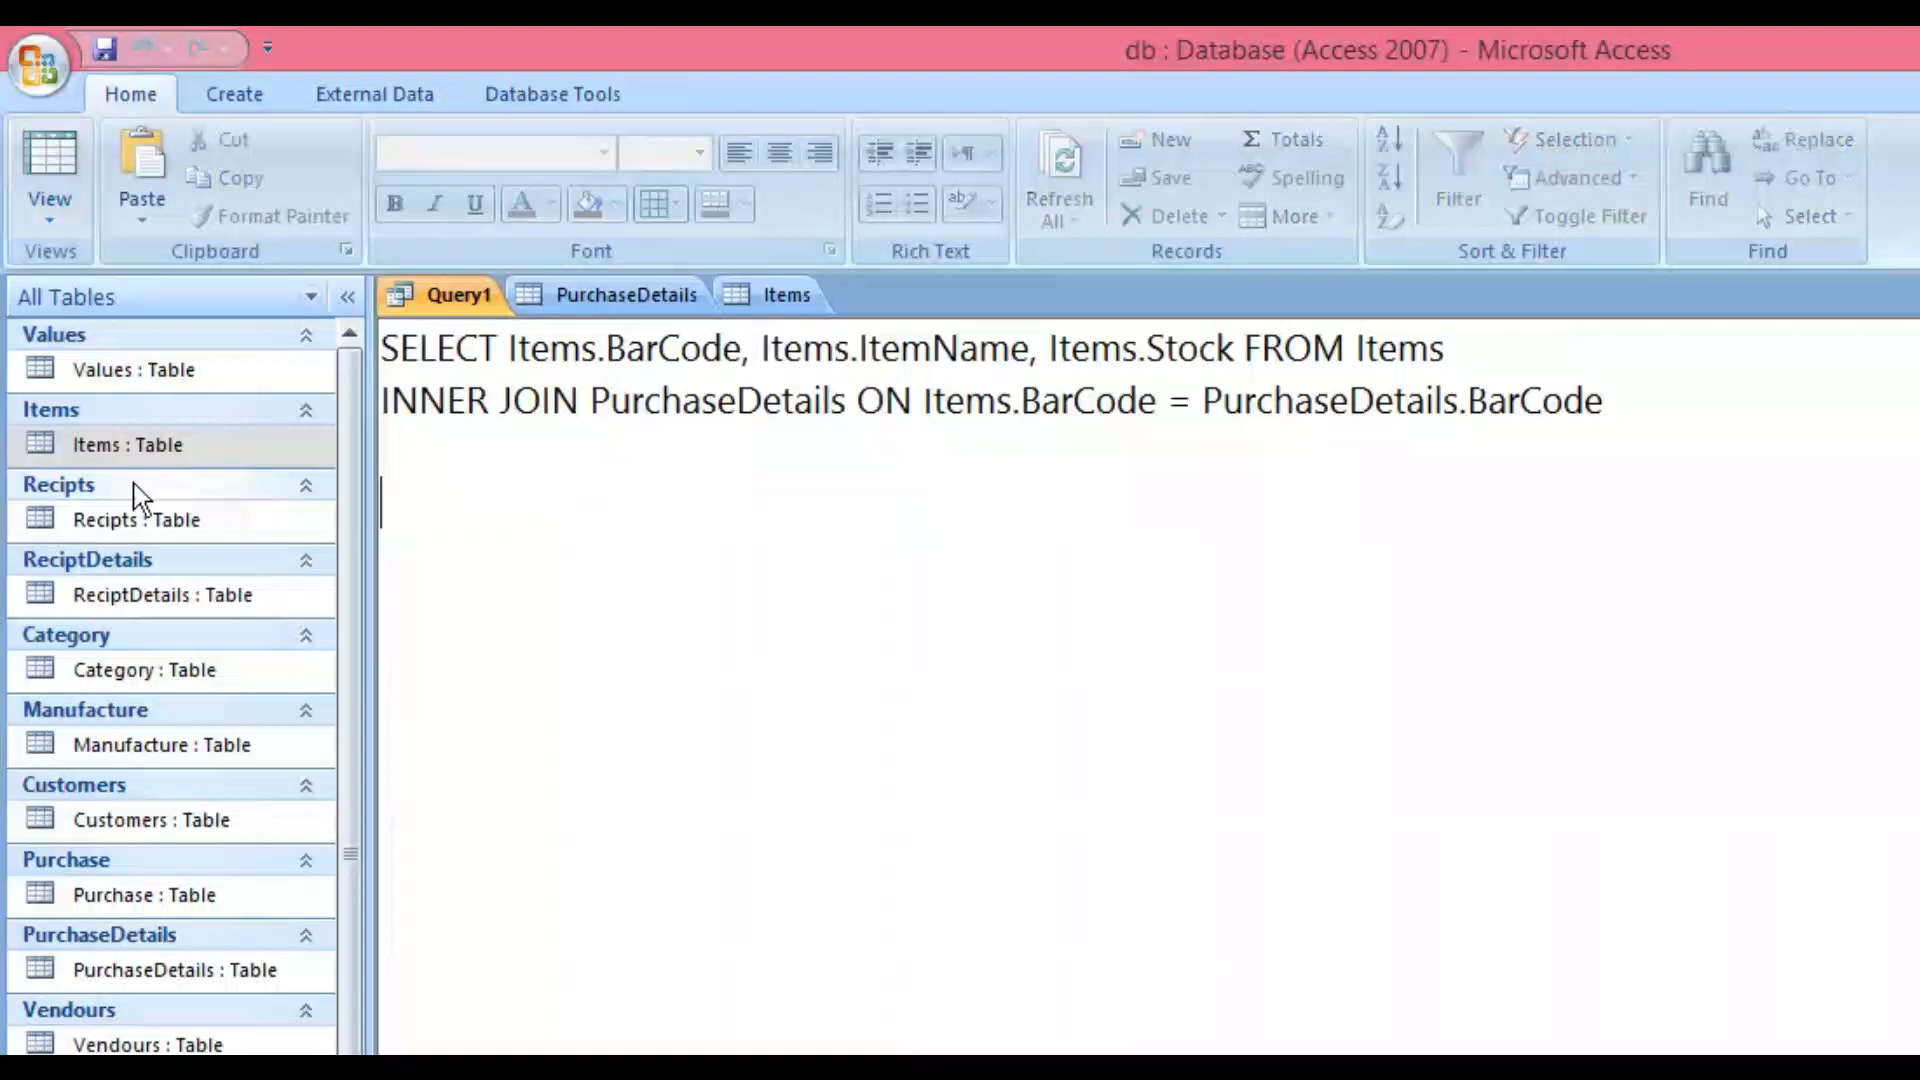 db : Database (Access 2007) - Microsoft Access
Home Create External Data Database Tools
View
Views
Paste
Cut
Copy
Format Painter
Clipboard
B I U A
Font
ab
Rich Text
Refresh
All
New
Save
Delete
Σ Totals
Spelling
More
Records
Filter
Selection
Advanced
Toggle Filter
Sort & Filter
Find
Replace
Go To
Select
Find
All Tables
Values
Values : Table
Items
Items : Table
Recipts
Recipts : Table
ReciptDetails
ReciptDetails : Table
Category
Category : Table
Manufacture
Manufacture : Table
Customers
Customers : Table
Purchase
Purchase : Table
PurchaseDetails
PurchaseDetails : Table
Vendours
Vendours : Table
Query1 PurchaseDetails Items
SELECT Items.BarCode, Items.ItemName, Items.Stock FROM Items
INNER JOIN PurchaseDetails ON Items.BarCode = PurchaseDetails.BarCode